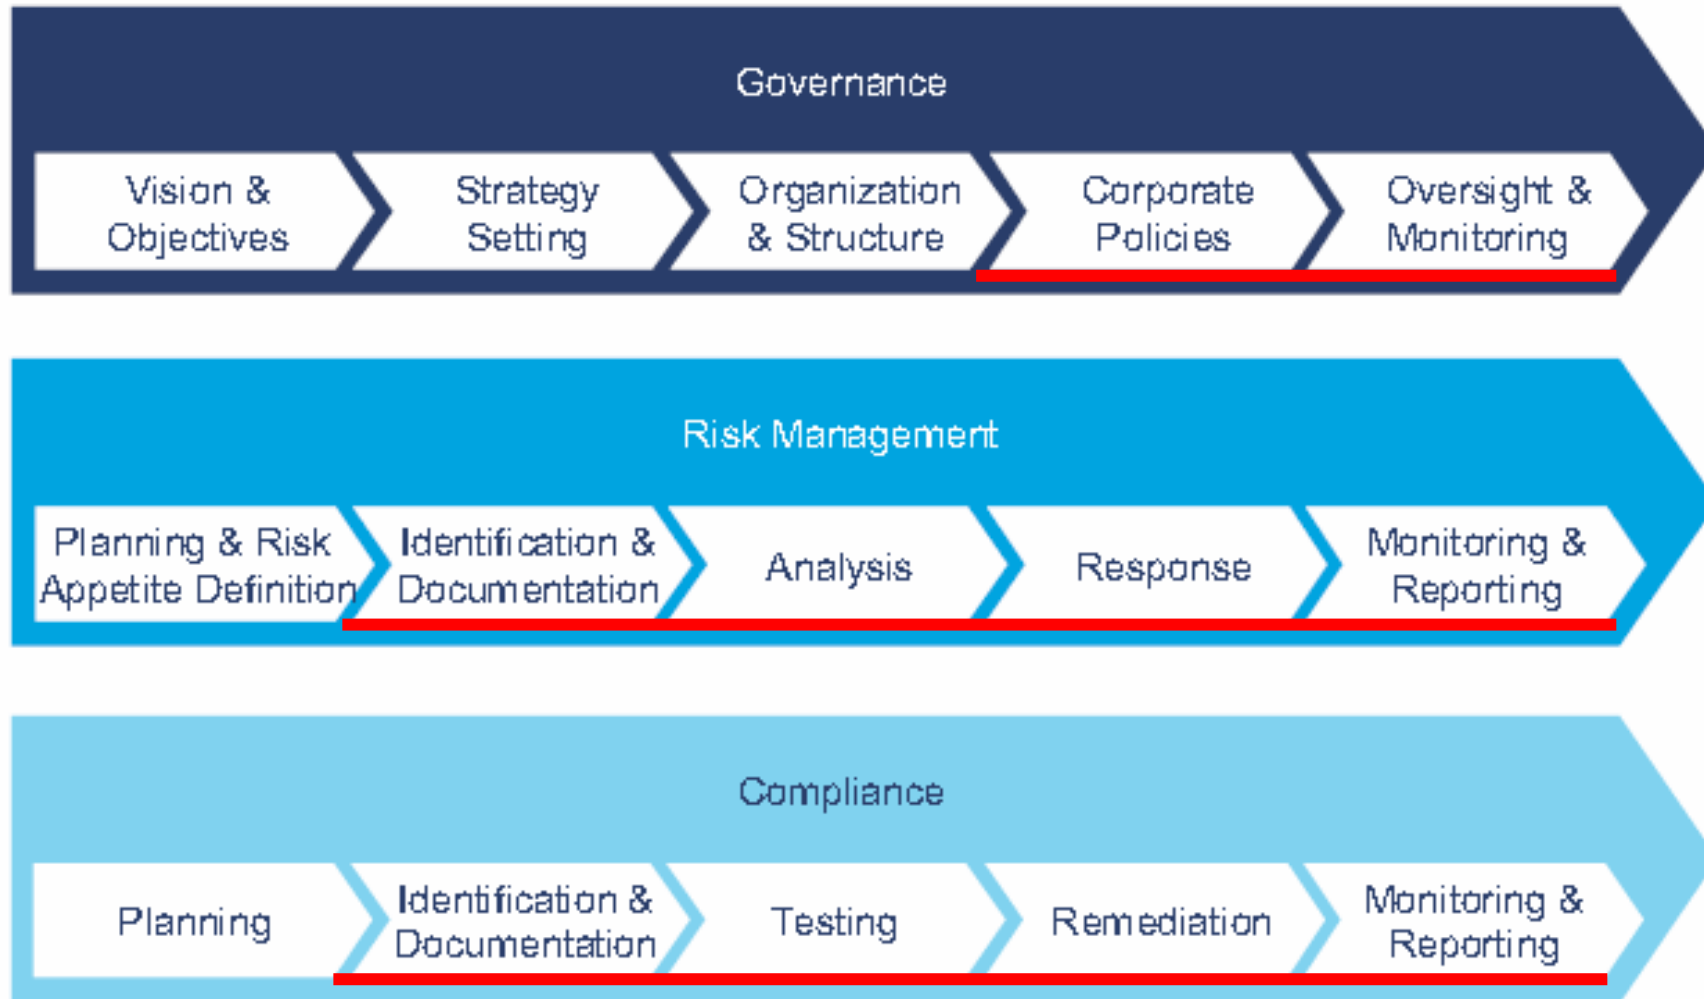 Governance
Vision &
Objectives
Strategy
Setting
Organization
& Structure
Corporate
Policies
Oversight &
Monitoring
Risk Management
Planning & Risk
Appetite Definition
Identification &
Documentation
Analysis
Response
Monitoring &
Reporting
Compliance
Planning
Identification &
Documentation
Testing
Remediation
Monitoring &
Reporting